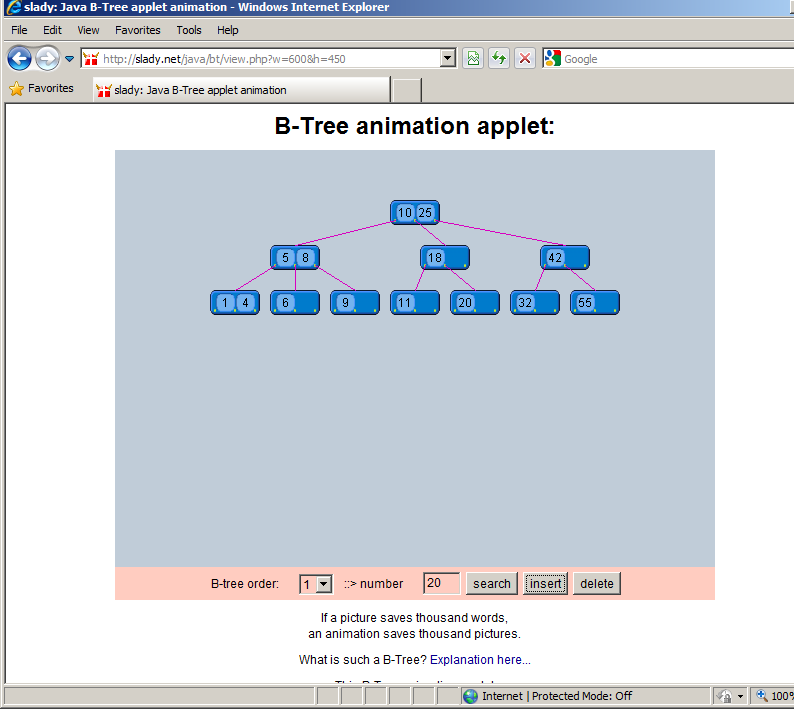 slady: Java B-Tree applet animation - Windows Internet Explorer
File Edit View Favorites Tools Help
http://slady.net/java/bt/view.php?w=600&h=450 Google
Favorites slady: Java B-Tree applet animation
B-Tree animation applet:
10 25
5 8 18 42
1 4 6 9 11 20 32 55
B-tree order: 1 ::> number 20 search insert delete
If a picture saves thousand words,
an animation saves thousand pictures.
What is such a B-Tree? Explanation here...
Internet | Protected Mode: Off 100%